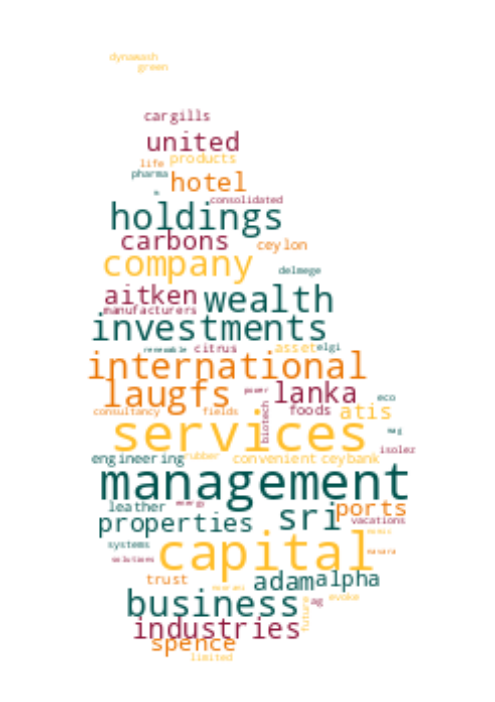 dynawash
green
cargills
united
products
life
pharma
hotel
consolidated
holdings
carbons ceylon
company
delmege
aitken wealth
manufacturers
investments
renewable citrus asset elgi
international
laugfs power lanka
eco
consultancy fields foods atis
biotech
services
mag
isolez
engineering rubber convenient ceybank
management
leather energy ports
properties sri vacations
systems capital
solutions
trust adam alpha
business ag evoke
future
industries
spence
limited